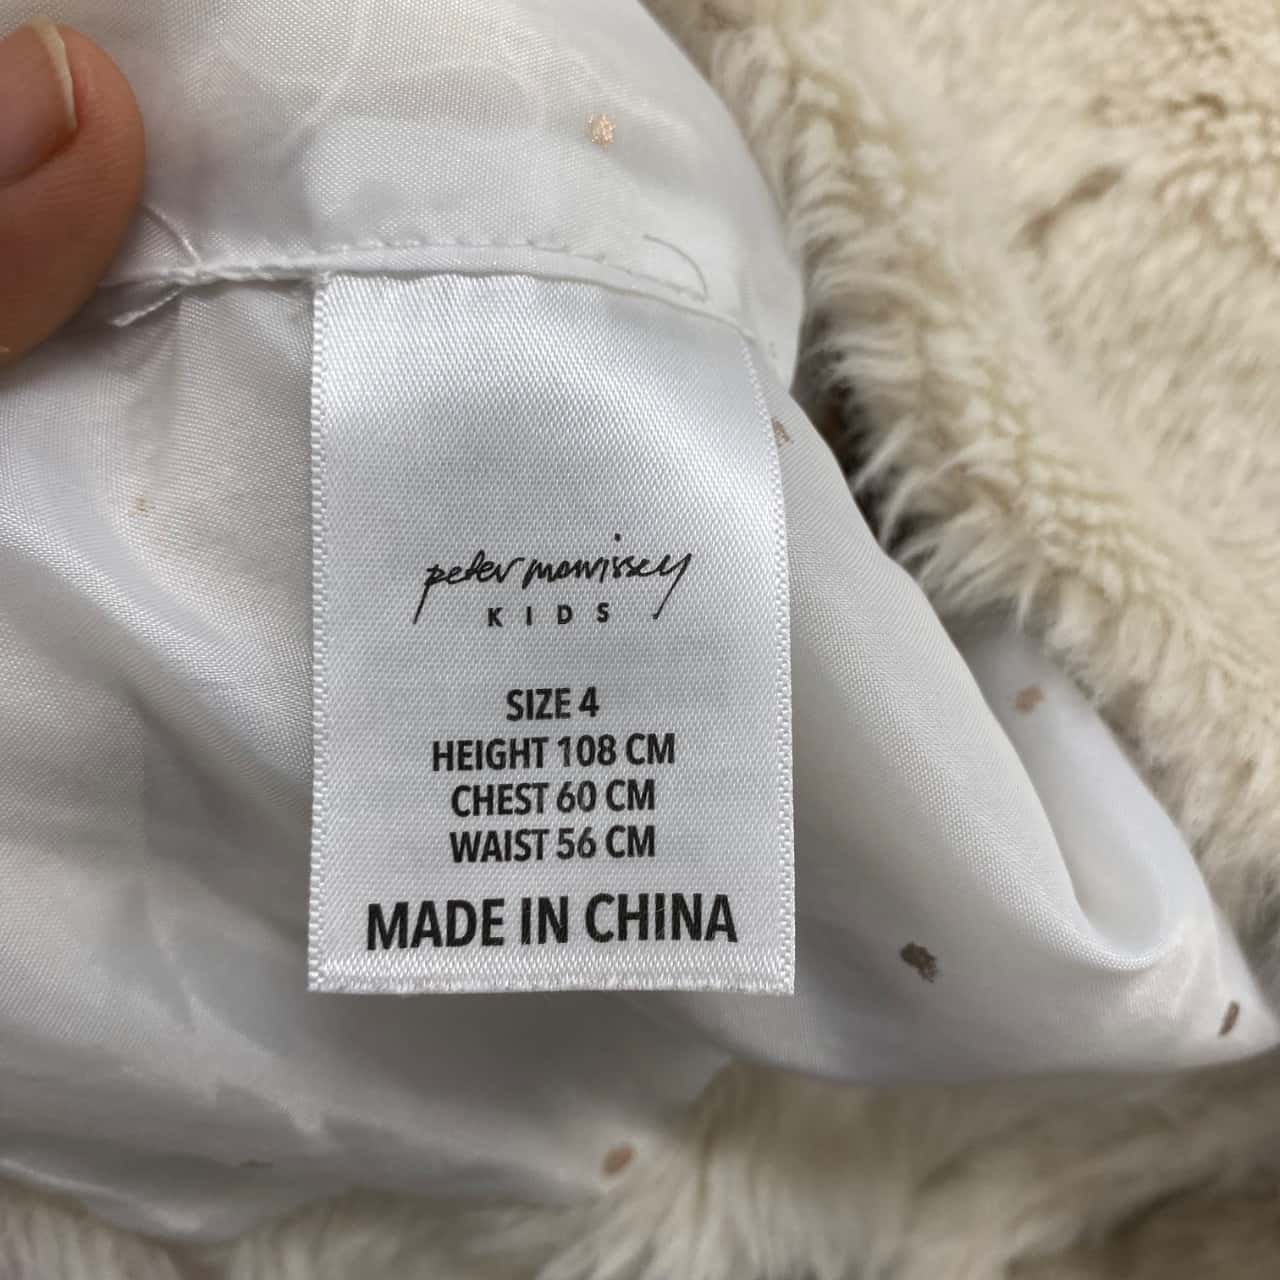 peter morrissey
KIDS
SIZE 4
HEIGHT 108 CM
CHEST 60 CM
WAIST 56 CM
MADE IN CHINA